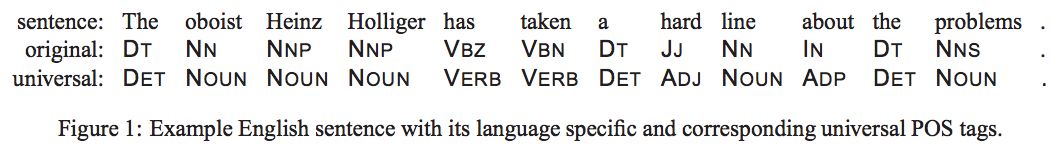 sentence: The oboist Heinz Holliger has taken a hard line about the problems .
original: DT NN NNP NNP VBZ VBN DT JJ NN IN DT NNS .
universal: DET NOUN NOUN NOUN VERB VERB DET ADJ NOUN ADP DET NOUN .
Figure 1: Example English sentence with its language specific and corresponding universal POS tags.